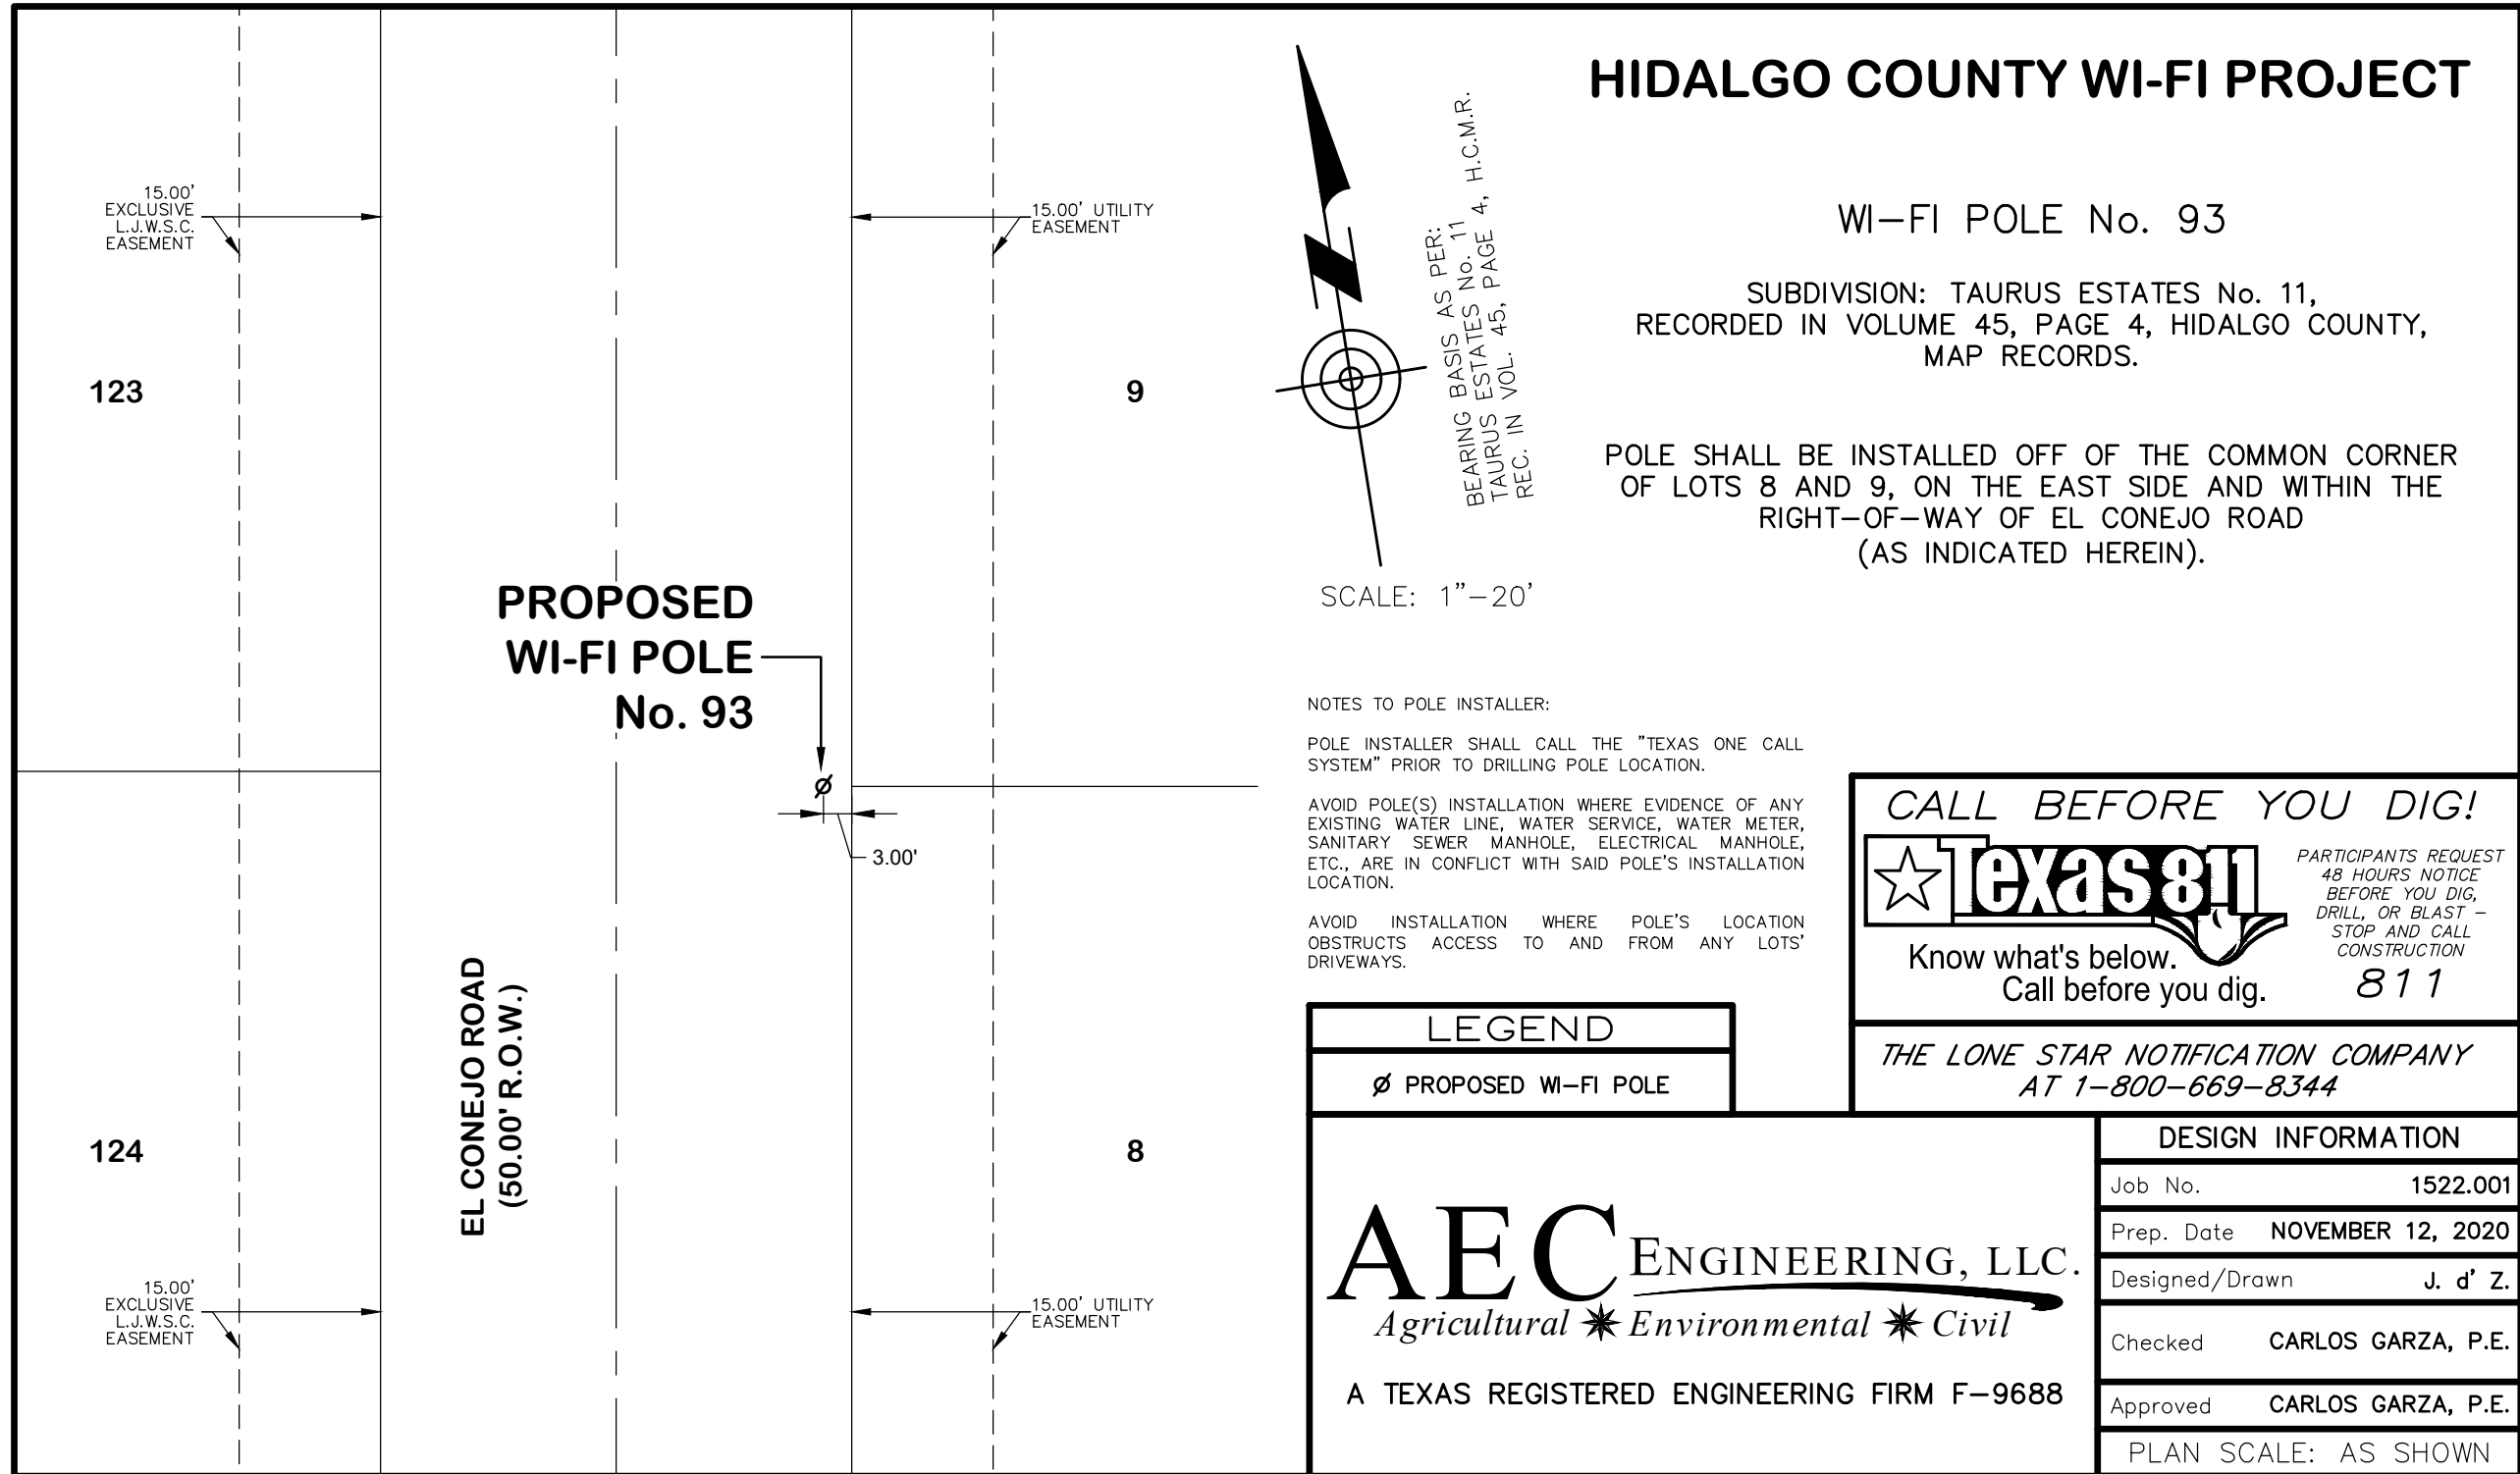 HIDALGO COUNTY WI-FI PROJECT
WI-FI POLE No. 93
SUBDIVISION: TAURUS ESTATES No. 11,
RECORDED IN VOLUME 45, PAGE 4, HIDALGO COUNTY,
MAP RECORDS.
POLE SHALL BE INSTALLED OFF OF THE COMMON CORNER
OF LOTS 8 AND 9, ON THE EAST SIDE AND WITHIN THE
RIGHT-OF-WAY OF EL CONEJO ROAD
(AS INDICATED HEREIN).
15.00'
EXCLUSIVE
L.J.W.S.C.
EASEMENT
15.00' UTILITY
EASEMENT
123
9
BEARING BASIS AS PER:
TAURUS ESTATES No. 11
REC. IN VOL. 45, PAGE 4, H.C.M.R.
SCALE: 1"-20'
PROPOSED
WI-FI POLE
No. 93
3.00'
EL CONEJO ROAD
(50.00' R.O.W.)
124
8
15.00'
EXCLUSIVE
L.J.W.S.C.
EASEMENT
15.00' UTILITY
EASEMENT
NOTES TO POLE INSTALLER:
POLE INSTALLER SHALL CALL THE "TEXAS ONE CALL
SYSTEM" PRIOR TO DRILLING POLE LOCATION.
AVOID POLE(S) INSTALLATION WHERE EVIDENCE OF ANY
EXISTING WATER LINE, WATER SERVICE, WATER METER,
SANITARY SEWER MANHOLE, ELECTRICAL MANHOLE,
ETC., ARE IN CONFLICT WITH SAID POLE'S INSTALLATION
LOCATION.
AVOID INSTALLATION WHERE POLE'S LOCATION
OBSTRUCTS ACCESS TO AND FROM ANY LOTS'
DRIVEWAYS.
LEGEND
Ø PROPOSED WI-FI POLE
CALL BEFORE YOU DIG!
Texas811
Know what's below.
Call before you dig.
PARTICIPANTS REQUEST
48 HOURS NOTICE
BEFORE YOU DIG,
DRILL, OR BLAST -
STOP AND CALL
CONSTRUCTION
811
THE LONE STAR NOTIFICATION COMPANY
AT 1-800-669-8344
AEC ENGINEERING, LLC.
Agricultural Environmental Civil
A TEXAS REGISTERED ENGINEERING FIRM F-9688
DESIGN INFORMATION
Job No. 1522.001
Prep. Date NOVEMBER 12, 2020
Designed/Drawn J. d' Z.
Checked CARLOS GARZA, P.E.
Approved CARLOS GARZA, P.E.
PLAN SCALE: AS SHOWN